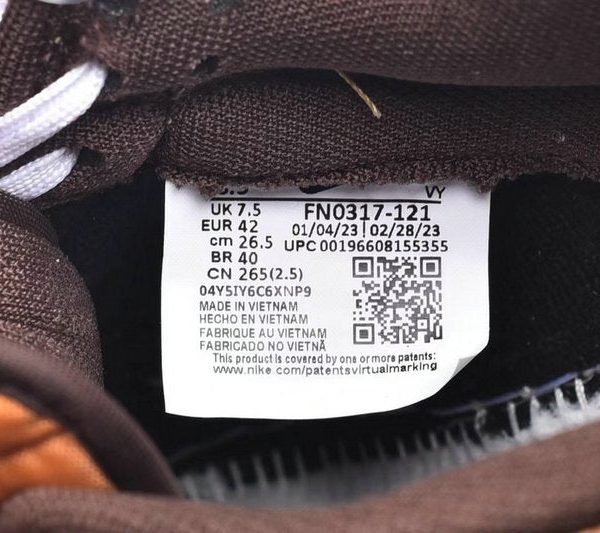 VY
UK 7.5 FN0317-121
EUR 42 01/04/23 | 02/28/23
cm 26.5 UPC 00196608155355
BR 40
CN 265(2.5)
04Y5IY6C6XNP9
MADE IN VIETNAM
HECHO EN VIETNAM
FABRIQUE AU VIETNAM
FABRICADO NO VIETNÃ
This product is covered by one or more patents:
www.nike.com/patentsvirtualmarking